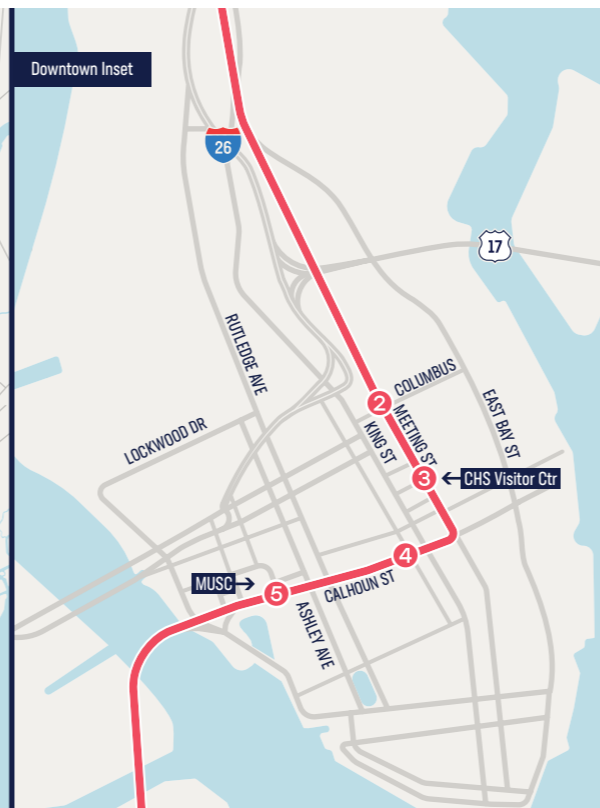 Downtown Inset
26
17
RUTLEDGE AVE
COLUMBUS
2
MEETING ST
EAST BAY ST
KING ST
LOCKWOOD DR
3
CHS Visitor Ctr
4
MUSC
5
CALHOUN ST
ASHLEY AVE